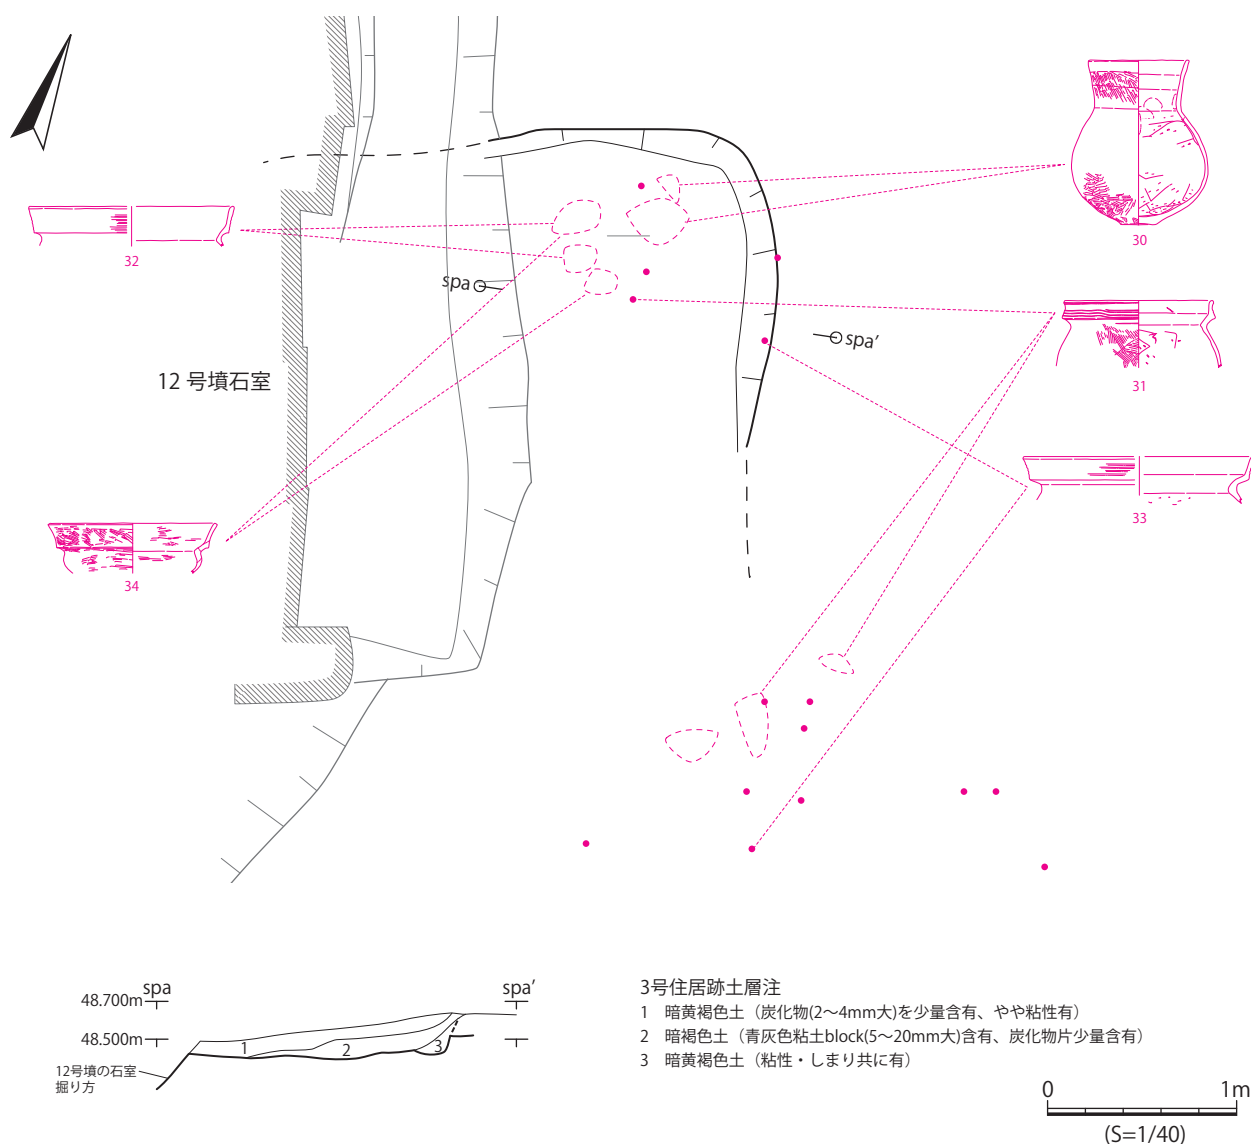 30
32
spa
spa'
12 号墳石室
31
33
34
spa
spa'
48.700m
48.500m
1
2
3
12号墳の石室
掘り方
3号住居跡土層注
1 暗黄褐色土（炭化物(2～4mm大)を少量含有、やや粘性有）
2 暗褐色土（青灰色粘土block(5～20mm大)含有、炭化物片少量含有）
3 暗黄褐色土（粘性・しまり共に有）
0
1m
(S=1/40)